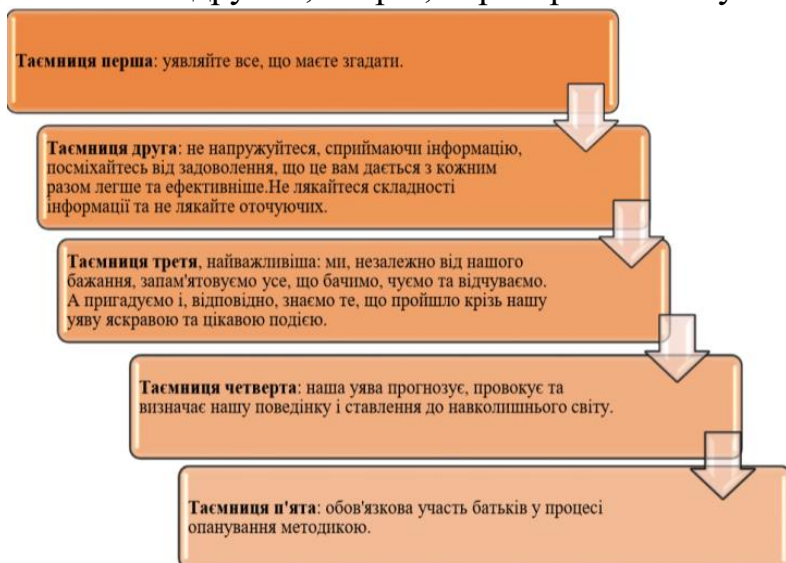 Таємниця перша: уявляйте все, що маєте згадати.
Таємниця друга: не напружуйтеся, сприймаючи інформацію,
посміхайтесь від задоволення, що це вам дається з кожним
разом легше та ефективніше.Не лякайтеся складності
інформації та не лякайте оточуючих.
Таємниця третя, найважливіша: ми, незалежно від нашого
бажання, запам'ятовуємо усе, що бачимо, чуємо та відчуваємо.
А пригадуємо і, відповідно, знаємо те, що пройшло крізь нашу
уяву яскравою та цікавою подією.
Таємниця четверта: наша уява прогнозує, провокує та
визначає нашу поведінку і ставлення до навколишнього світу.
Таємниця п'ята: обов'язкова участь батьків у процесі
опанування методикою.